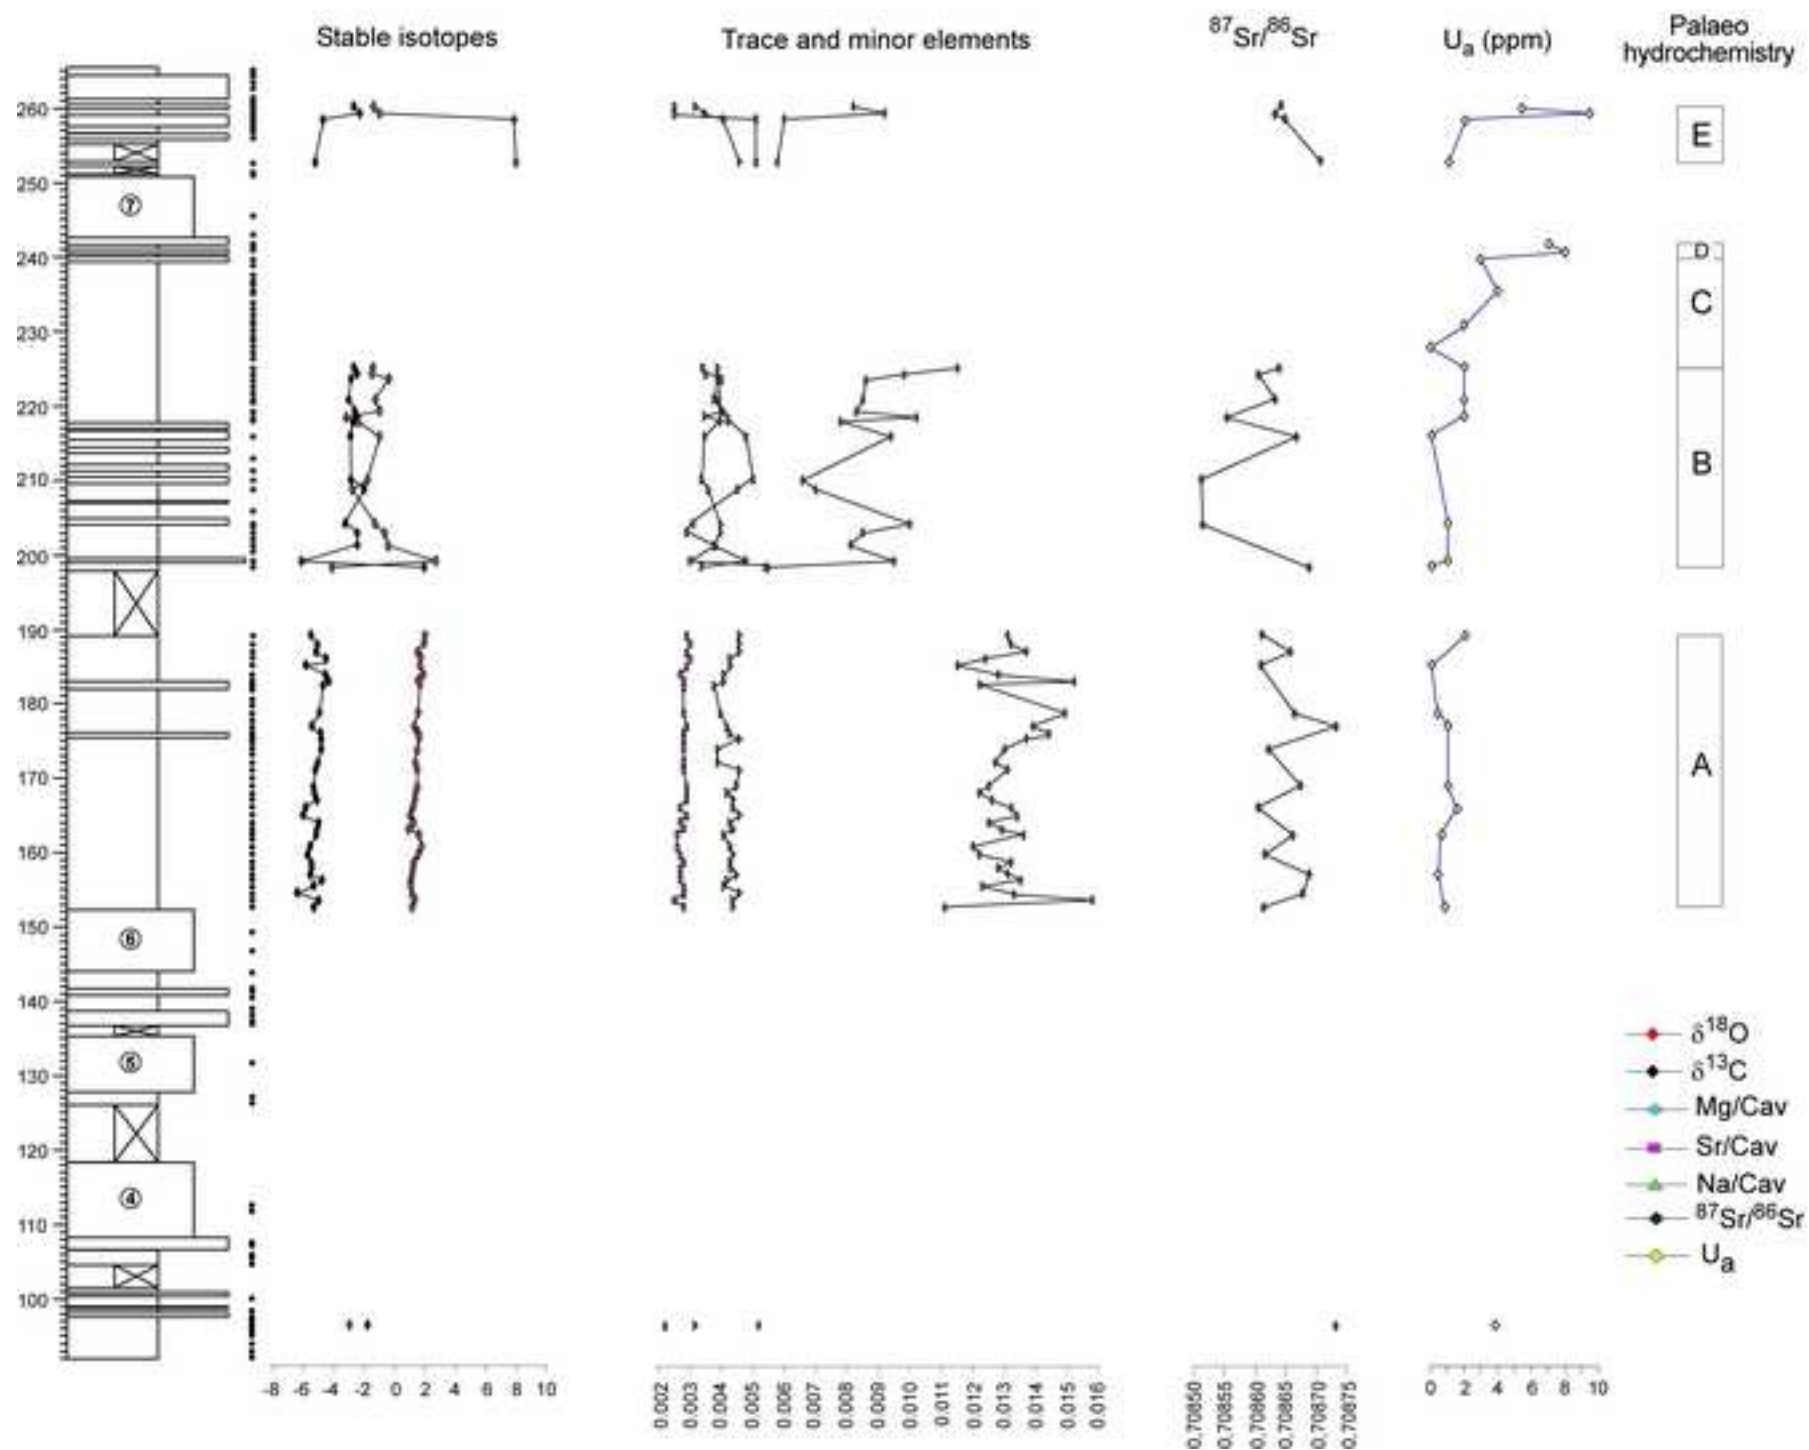 Stable isotopes
Trace and minor elements
⁸⁷Sr/⁸⁶Sr
Uₐ (ppm)
Palaeo
hydrochemistry
260
250
240
230
220
210
200
190
180
170
160
150
140
130
120
110
100
⑦
⑥
⑤
④
E
D
C
B
A
δ¹⁸O
δ¹³C
Mg/Cav
Sr/Cav
Na/Cav
⁸⁷Sr/⁸⁶Sr
Uₐ
-8 -6 -4 -2 0 2 4 6 8 10
0.002 0.003 0.004 0.005 0.006 0.007 0.008 0.009 0.010 0.011 0.012 0.013 0.014 0.015 0.016
0.70850 0.70855 0.70860 0.70865 0.70870 0.70875
0 2 4 6 8 10